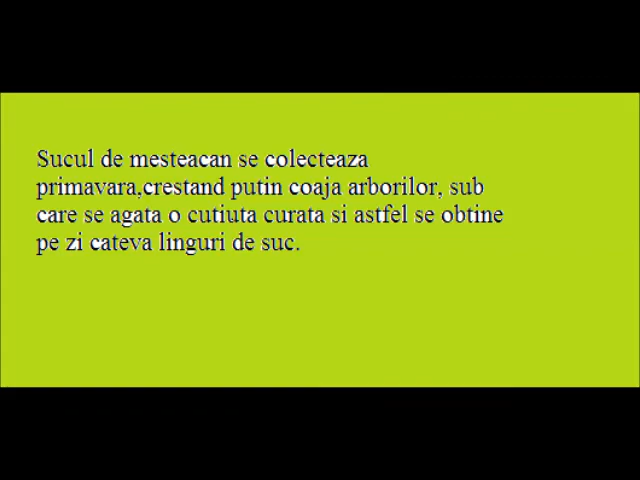 Sucul de mesteacan se colecteaza
primavara,crestand putin coaja arborilor, sub
care se agata o cutiuta curata si astfel se obtine
pe zi cateva linguri de suc.